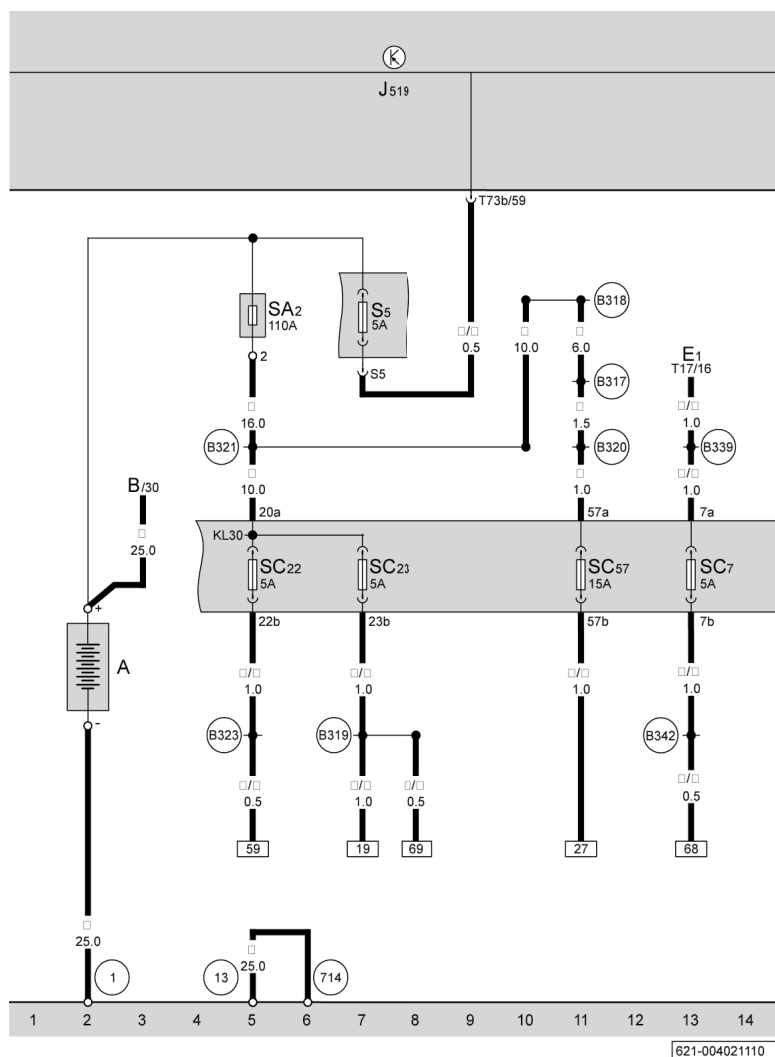 J519
T73b/59
SA2
110A
2
S5
5A
S5
□/□
0.5
□
10.0
B318
□
6.0
B317
E1
T17/16
□/□
1.0
□
16.0
B321
□
1.5
B320
B339
□
10.0
□
1.0
□/□
1.0
B/30
□
25.0
20a
57a
7a
KL30
SC22
5A
SC23
5A
SC57
15A
SC7
5A
+
A
-
22b
23b
57b
7b
□/□
1.0
□/□
1.0
□/□
1.0
□/□
1.0
B323
B319
B342
□/□
0.5
□/□
1.0
□/□
0.5
□/□
0.5
59
19
69
27
68
□
25.0
1
13
□
25.0
714
1 2 3 4 5 6 7 8 9 10 11 12 13 14
621-004021110